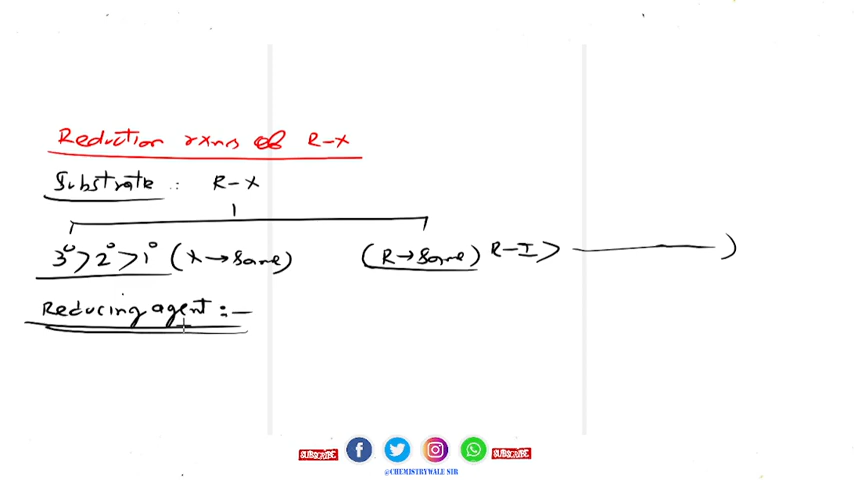 Reduction rxns of R-X
Substrate : R-X
3° > 2° > 1° (X → Same) (R → Same) R-I > ———)
Reducing agent :-
SUBSCRIBE SUBSCRIBE
@CHEMISTRYWALE SIR